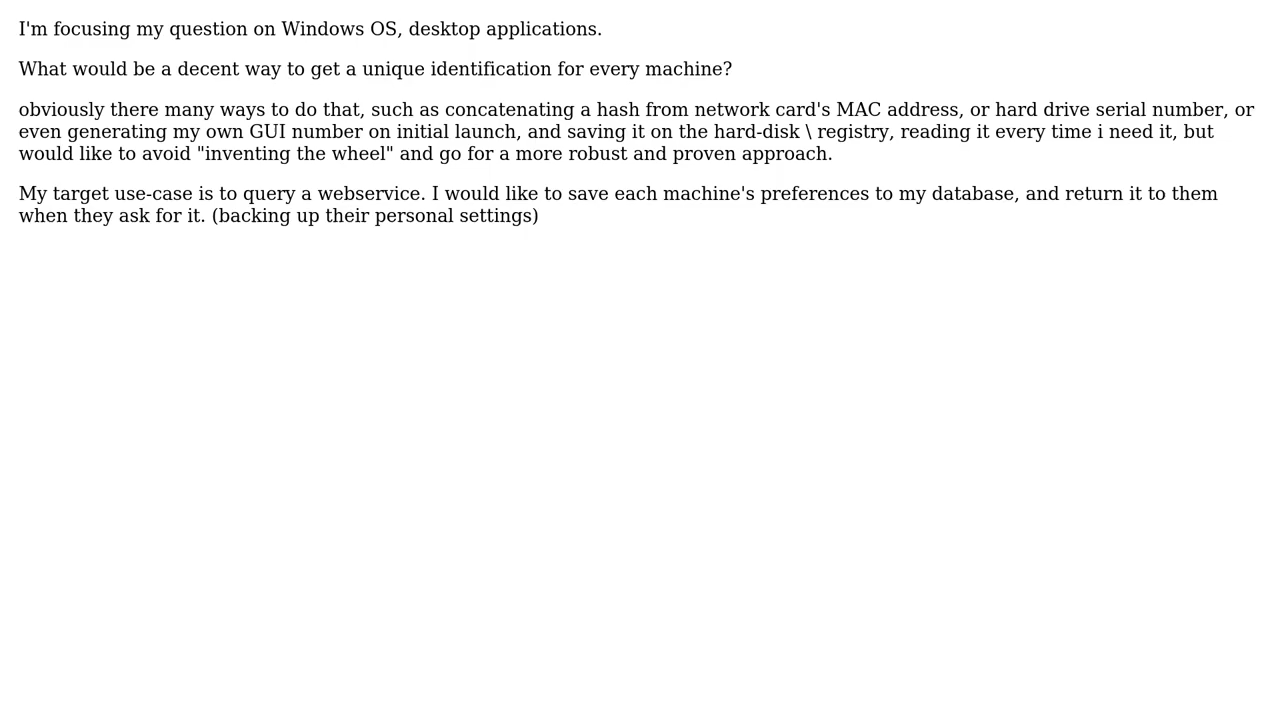 I'm focusing my question on Windows OS, desktop applications.
What would be a decent way to get a unique identification for every machine?
obviously there many ways to do that, such as concatenating a hash from network card's MAC address, or hard drive serial number, or
even generating my own GUI number on initial launch, and saving it on the hard-disk \ registry, reading it every time i need it, but
would like to avoid "inventing the wheel" and go for a more robust and proven approach.
My target use-case is to query a webservice. I would like to save each machine's preferences to my database, and return it to them
when they ask for it. (backing up their personal settings)